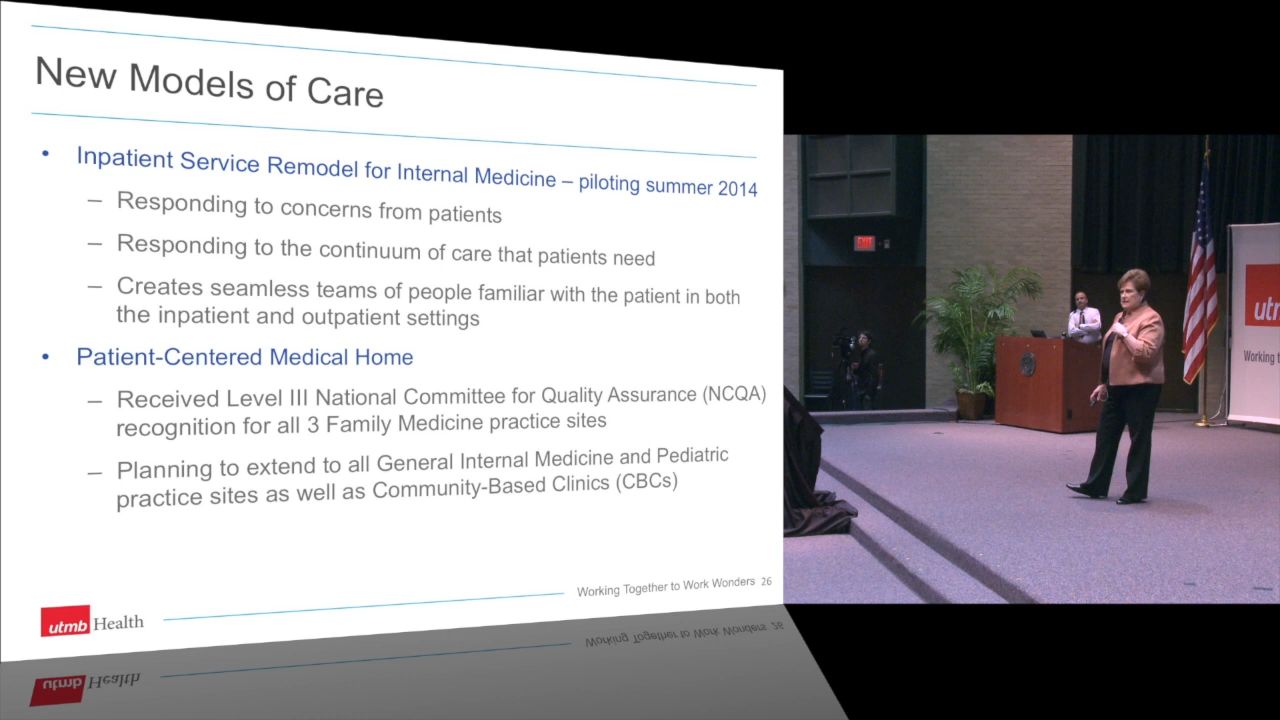 New Models of Care
• Inpatient Service Remodel for Internal Medicine – piloting summer 2014
– Responding to concerns from patients
– Responding to the continuum of care that patients need
– Creates seamless teams of people familiar with the patient in both
the inpatient and outpatient settings
• Patient-Centered Medical Home
– Received Level III National Committee for Quality Assurance (NCQA)
recognition for all 3 Family Medicine practice sites
– Planning to extend to all General Internal Medicine and Pediatric
practice sites as well as Community-Based Clinics (CBCs)
Working Together to Work Wonders 26
utmb Health
EXIT
ut
Working